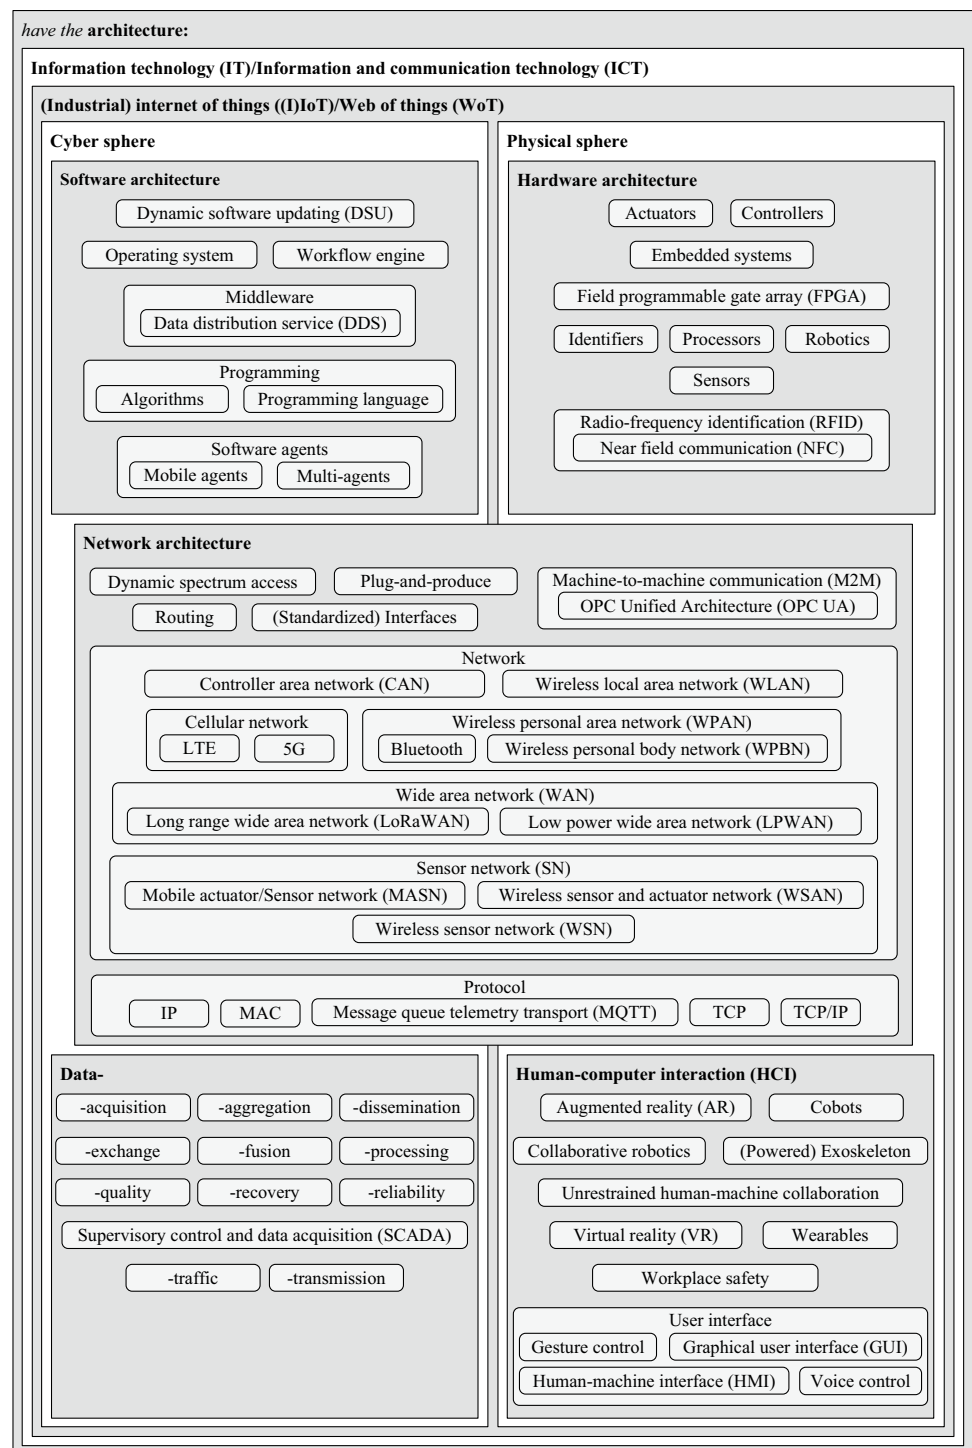 have the architecture:
Information technology (IT)/Information and communication technology (ICT)
(Industrial) internet of things ((I)IoT)/Web of things (WoT)
Cyber sphere
Software architecture
Dynamic software updating (DSU)
Operating system
Workflow engine
Middleware
Data distribution service (DDS)
Programming
Algorithms
Programming language
Software agents
Mobile agents
Multi-agents
Physical sphere
Hardware architecture
Actuators
Controllers
Embedded systems
Field programmable gate array (FPGA)
Identifiers
Processors
Robotics
Sensors
Radio-frequency identification (RFID)
Near field communication (NFC)
Network architecture
Dynamic spectrum access
Plug-and-produce
Routing
(Standardized) Interfaces
Machine-to-machine communication (M2M)
OPC Unified Architecture (OPC UA)
Network
Controller area network (CAN)
Wireless local area network (WLAN)
Cellular network
LTE
5G
Wireless personal area network (WPAN)
Bluetooth
Wireless personal body network (WPBN)
Wide area network (WAN)
Long range wide area network (LoRaWAN)
Low power wide area network (LPWAN)
Sensor network (SN)
Mobile actuator/Sensor network (MASN)
Wireless sensor and actuator network (WSAN)
Wireless sensor network (WSN)
Protocol
IP
MAC
Message queue telemetry transport (MQTT)
TCP
TCP/IP
Data-
-acquisition
-aggregation
-dissemination
-exchange
-fusion
-processing
-quality
-recovery
-reliability
Supervisory control and data acquisition (SCADA)
-traffic
-transmission
Human-computer interaction (HCI)
Augmented reality (AR)
Cobots
Collaborative robotics
(Powered) Exoskeleton
Unrestrained human-machine collaboration
Virtual reality (VR)
Wearables
Workplace safety
User interface
Gesture control
Graphical user interface (GUI)
Human-machine interface (HMI)
Voice control